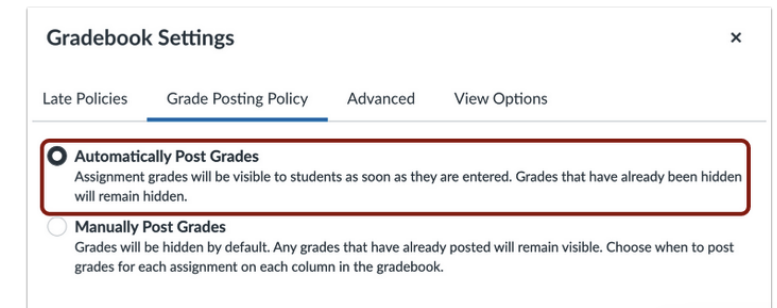 Gradebook Settings ×
Late Policies Grade Posting Policy Advanced View Options
Automatically Post Grades
Assignment grades will be visible to students as soon as they are entered. Grades that have already been hidden
will remain hidden.
Manually Post Grades
Grades will be hidden by default. Any grades that have already posted will remain visible. Choose when to post
grades for each assignment on each column in the gradebook.